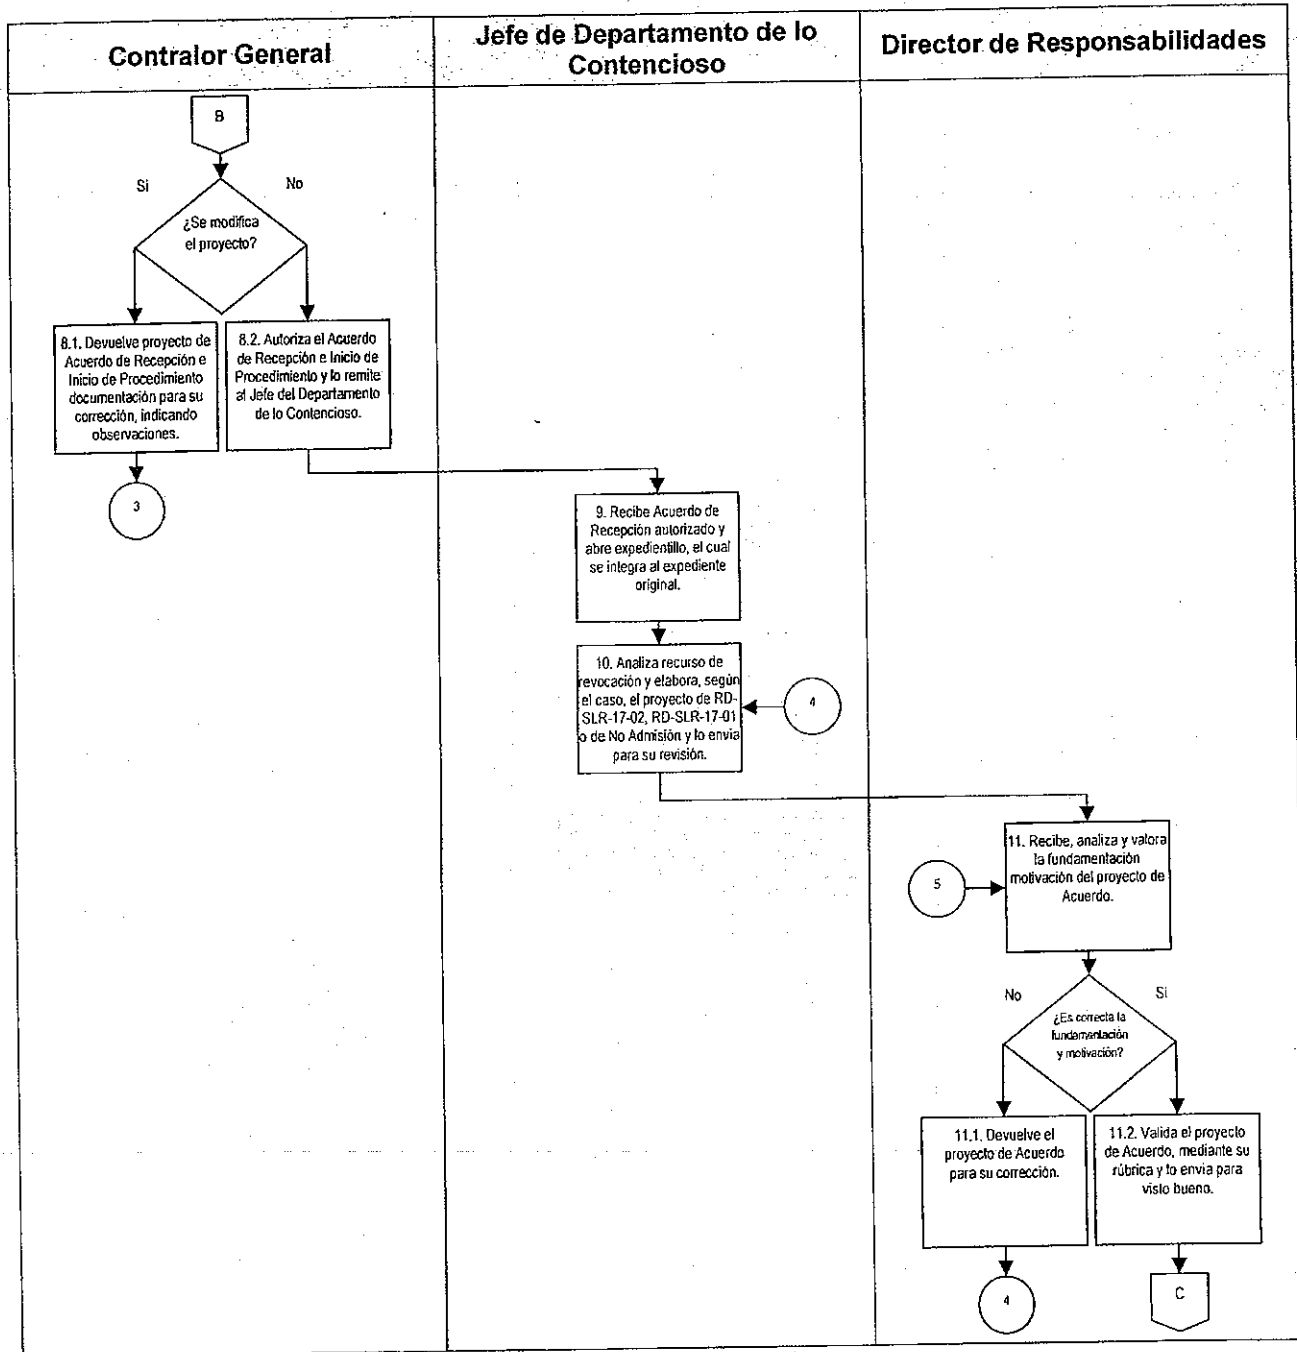 Contralor General
Jefe de Departamento de lo
Contencioso
Director de Responsabilidades
B
Si
No
¿Se modifica
el proyecto?
8.1. Devuelve proyecto de
Acuerdo de Recepción e
Inicio de Procedimiento
documentación para su
corrección, indicando
observaciones.
8.2. Autoriza el Acuerdo
de Recepción e Inicio de
Procedimiento y lo remite
al Jefe del Departamento
de lo Contencioso.
3
9. Recibe Acuerdo de
Recepción autorizado y
abre expedientillo, el cual
se integra al expediente
original.
10. Analiza recurso de
revocación y elabora, según
el caso, el proyecto de RD-
SLR-17-02, RD-SLR-17-01
o de No Admisión y lo envia
para su revisión.
4
11. Recibe, analiza y valora
la fundamentación
motivación del proyecto de
Acuerdo.
5
No
Si
¿Es correcta la
fundamentación
y motivación?
11.1. Devuelve el
proyecto de Acuerdo
para su corrección.
11.2. Valida el proyecto
de Acuerdo, mediante su
rúbrica y lo envia para
visto bueno.
4
C